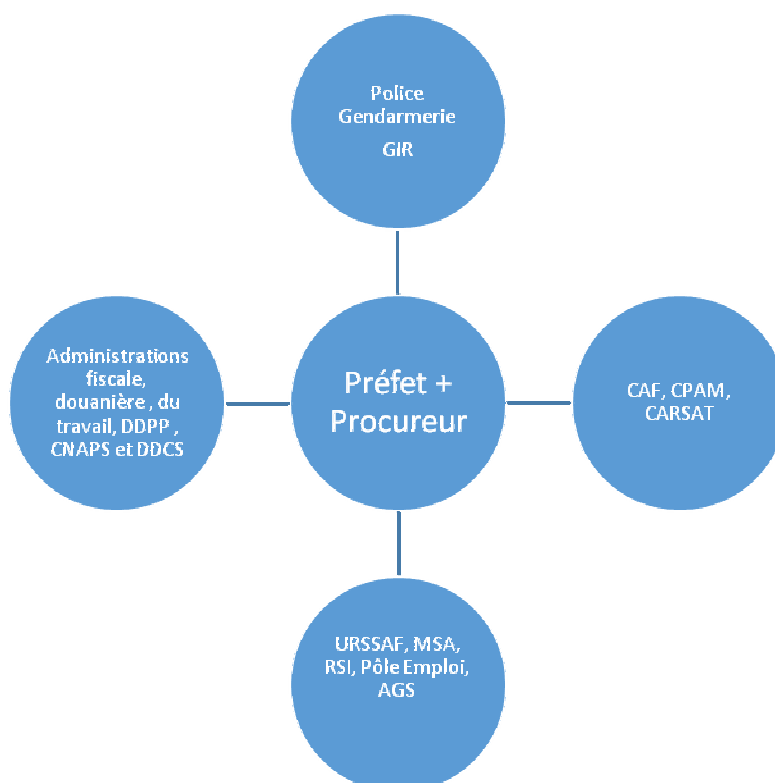 Police
Gendarmerie
GIR
Administrations
fiscale,
douanière , du
travail, DDPP ,
CNAPS et DDCS
Préfet +
Procureur
CAF, CPAM,
CARSAT
URSSAF, MSA,
RSI, Pôle Emploi,
AGS